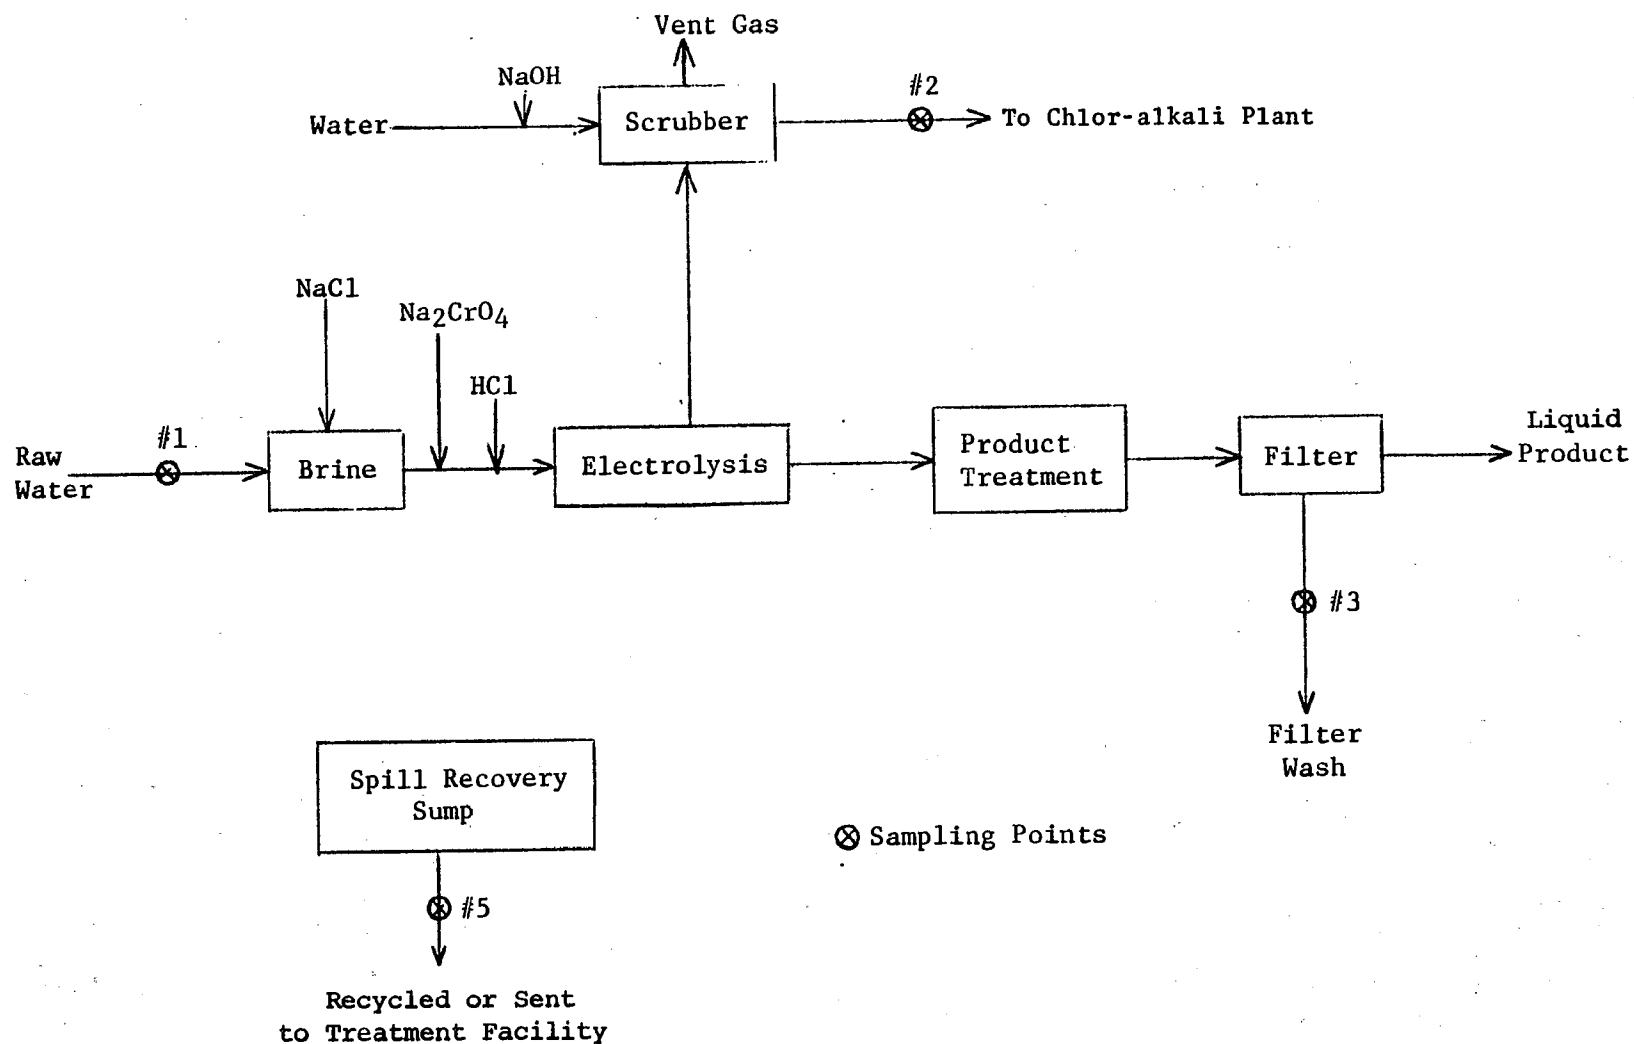 Vent Gas
NaOH
#2
Water
Scrubber
To Chlor-alkali Plant
NaCl
Na2CrO4
HCl
#1
Raw
Water
Brine
Electrolysis
Product
Treatment
Filter
Liquid
Product
#3
Filter
Wash
Spill Recovery
Sump
Sampling Points
#5
Recycled or Sent
to Treatment Facility